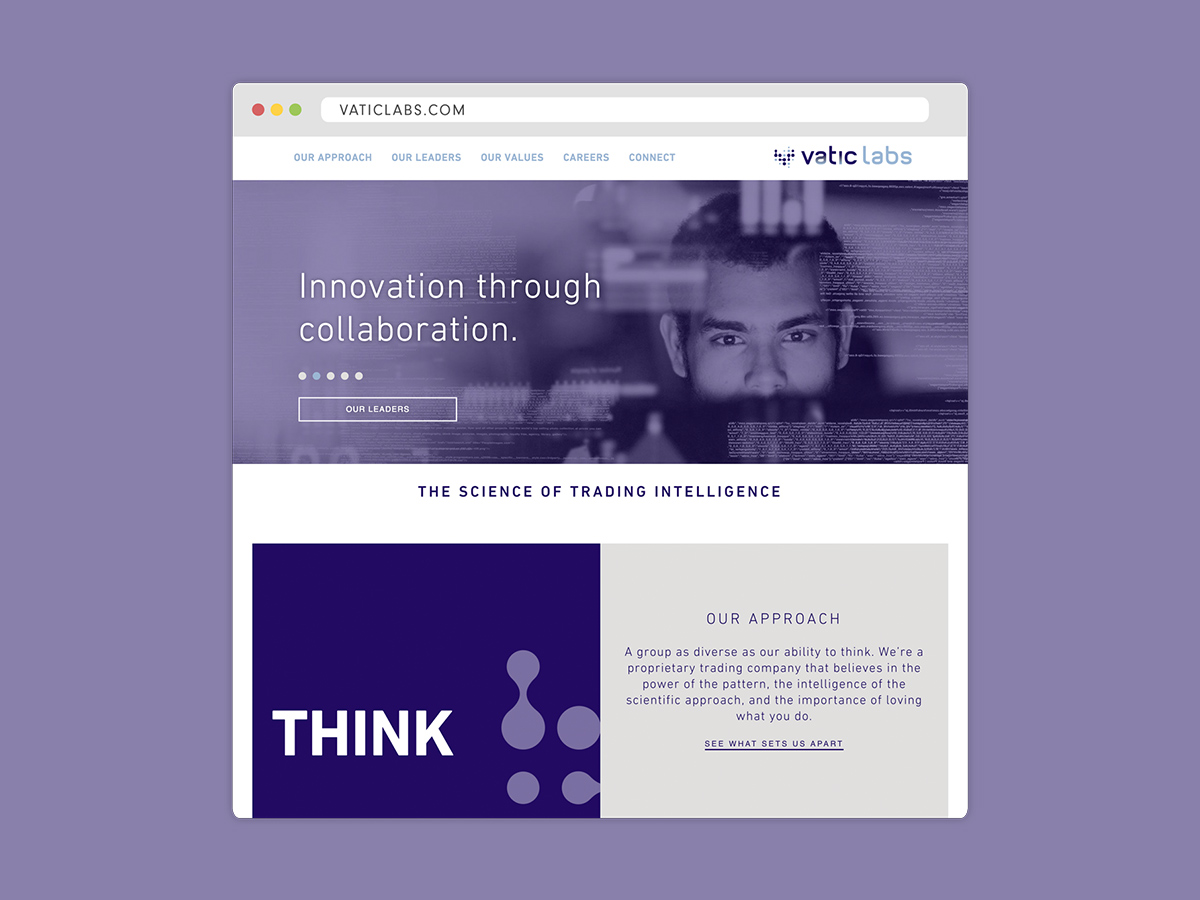 VATICLABS.COM
OUR APPROACH OUR LEADERS OUR VALUES CAREERS CONNECT
vatic labs
Innovation through
collaboration.
OUR LEADERS
THE SCIENCE OF TRADING INTELLIGENCE
THINK
OUR APPROACH
A group as diverse as our ability to think. We're a
proprietary trading company that believes in the
power of the pattern, the intelligence of the
scientific approach, and the importance of loving
what you do.
SEE WHAT SETS US APART